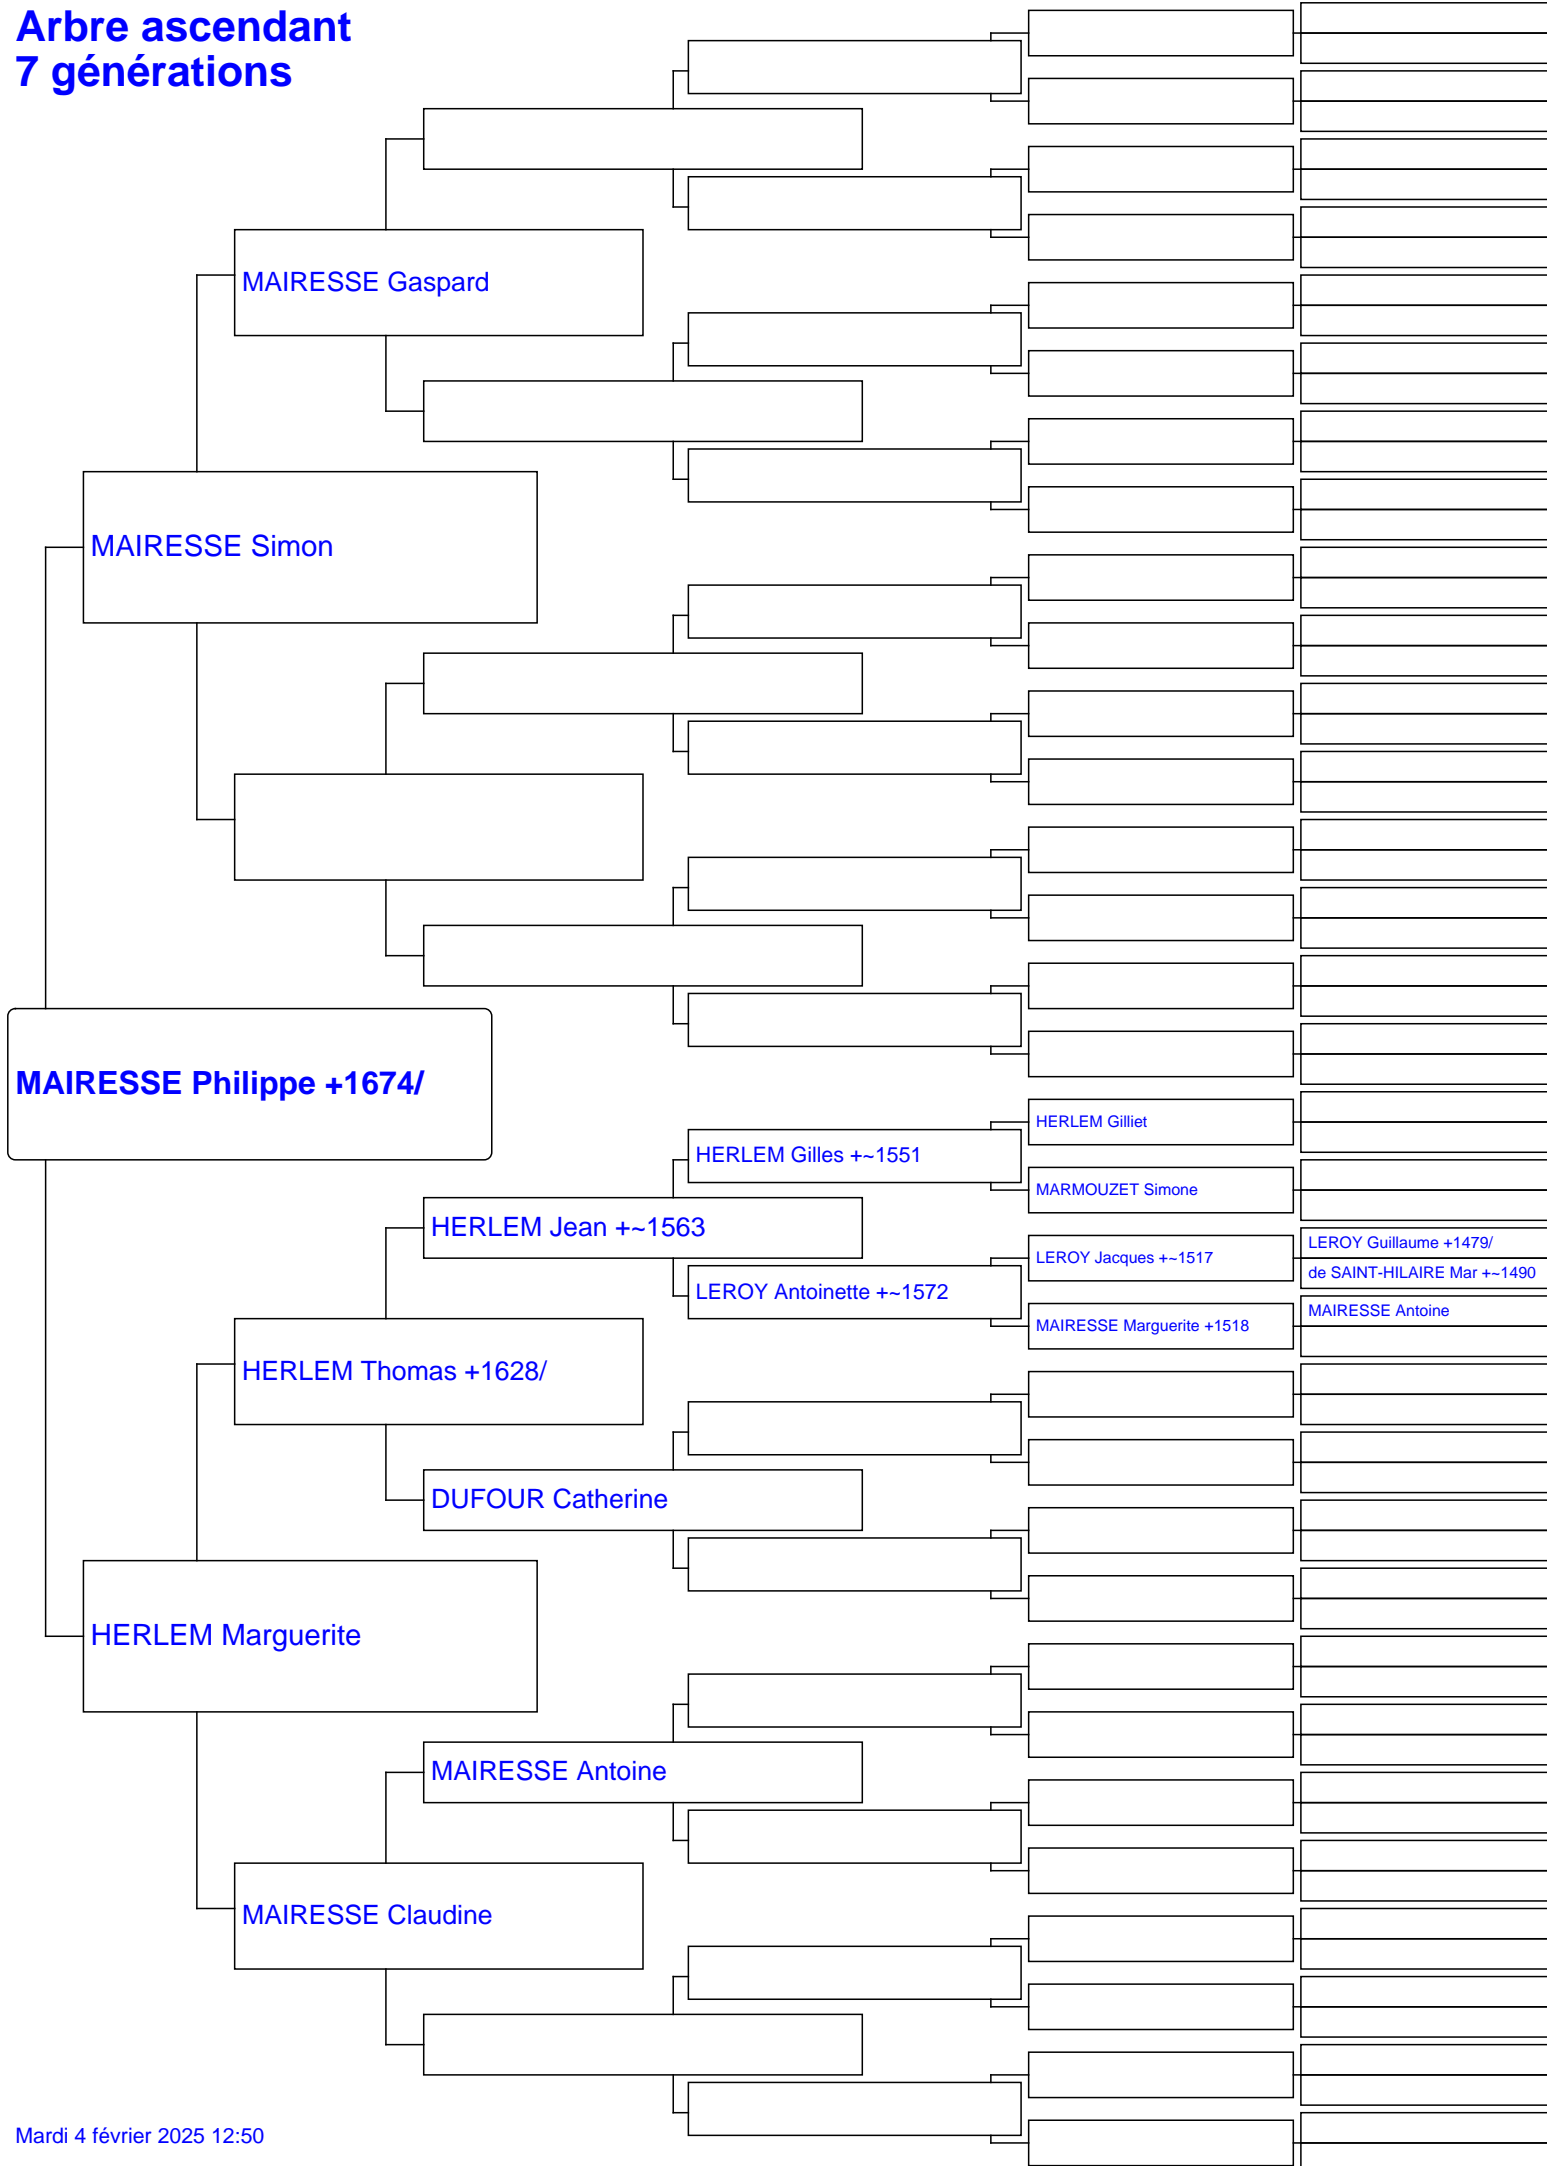 Arbre ascendant
7 générations
MAIRESSE Gaspard
MAIRESSE Simon
MAIRESSE Philippe +1674/
HERLEM Gilliet
HERLEM Gilles +~1551
MARMOUZET Simone
HERLEM Jean +~1563
LEROY Guillaume +1479/
LEROY Jacques +~1517
de SAINT-HILAIRE Mar +~1490
LEROY Antoinette +~1572
MAIRESSE Antoine
MAIRESSE Marguerite +1518
HERLEM Thomas +1628/
DUFOUR Catherine
HERLEM Marguerite
MAIRESSE Antoine
MAIRESSE Claudine
Mardi 4 février 2025 12:50